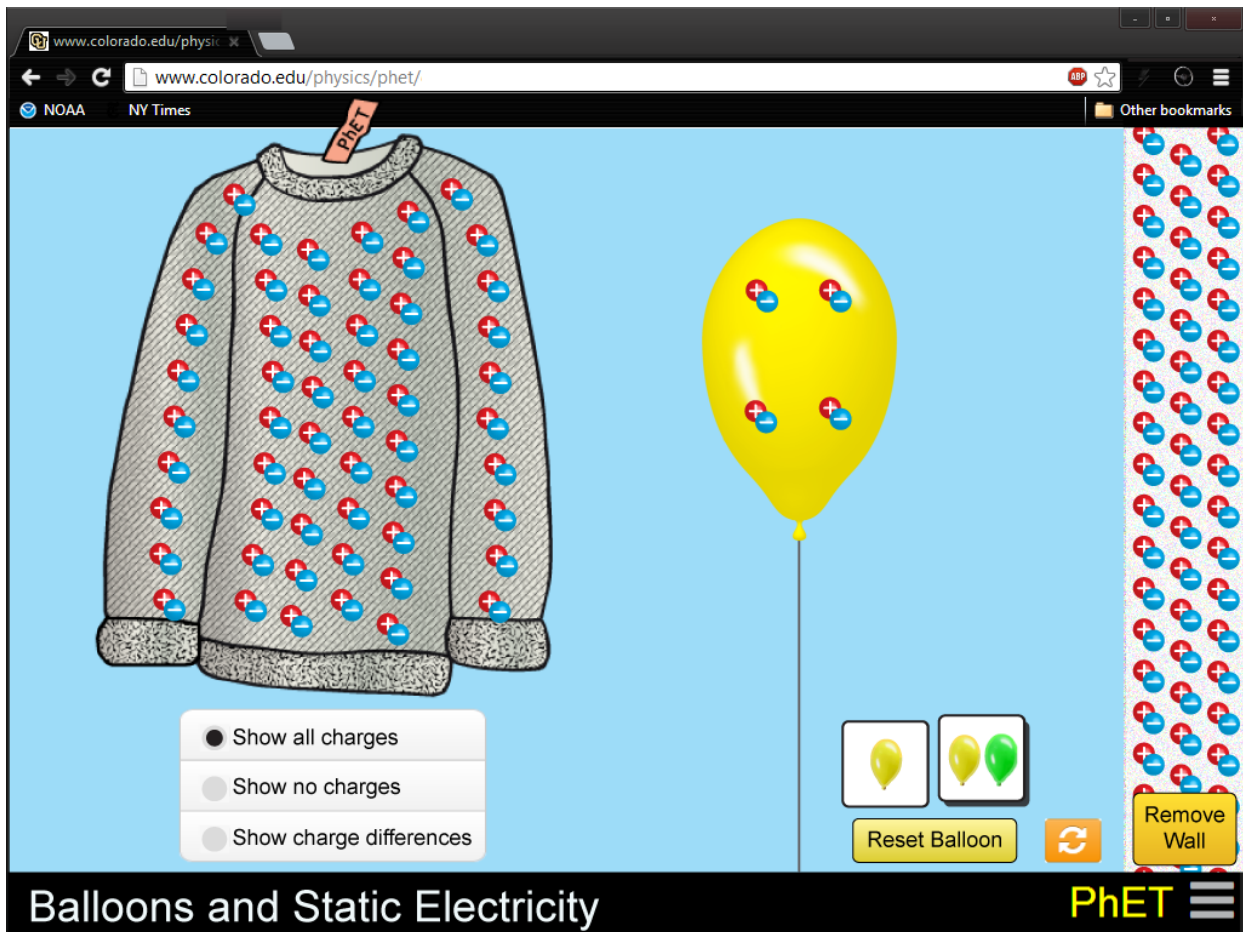 www.colorado.edu/physic
www.colorado.edu/physics/phet/
ABP
NOAA NY Times Other bookmarks
PhET
Show all charges
Show no charges
Show charge differences
Reset Balloon
Remove
Wall
Balloons and Static Electricity
PhET